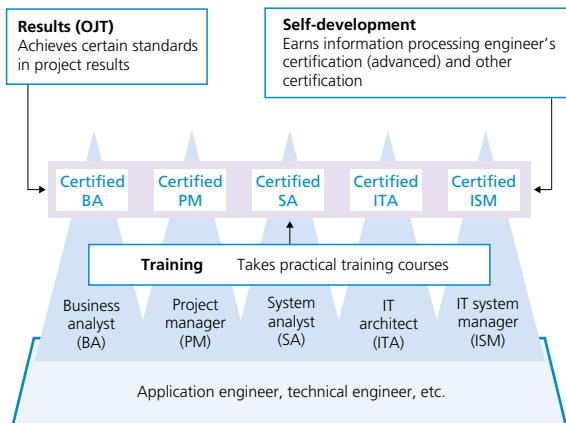 Results (OJT)
Achieves certain standards
in project results
Self-development
Earns information processing engineer's
certification (advanced) and other
certification
Certified
BA
Certified
PM
Certified
SA
Certified
ITA
Certified
ISM
Training Takes practical training courses
Business
analyst
(BA)
Project
manager
(PM)
System
analyst
(SA)
IT
architect
(ITA)
IT system
manager
(ISM)
Application engineer, technical engineer, etc.